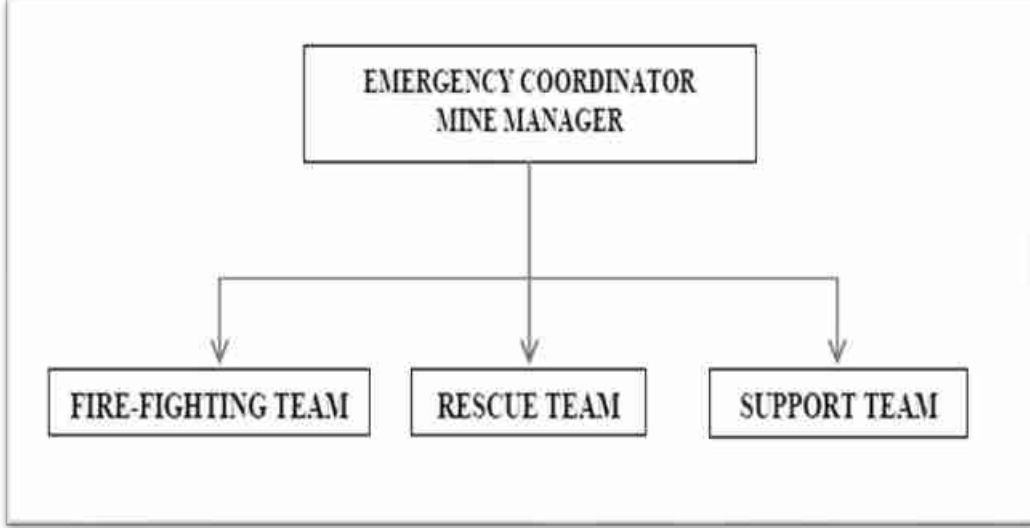 EMERGENCY COORDINATOR
MINE MANAGER
FIRE-FIGHTING TEAM
RESCUE TEAM
SUPPORT TEAM